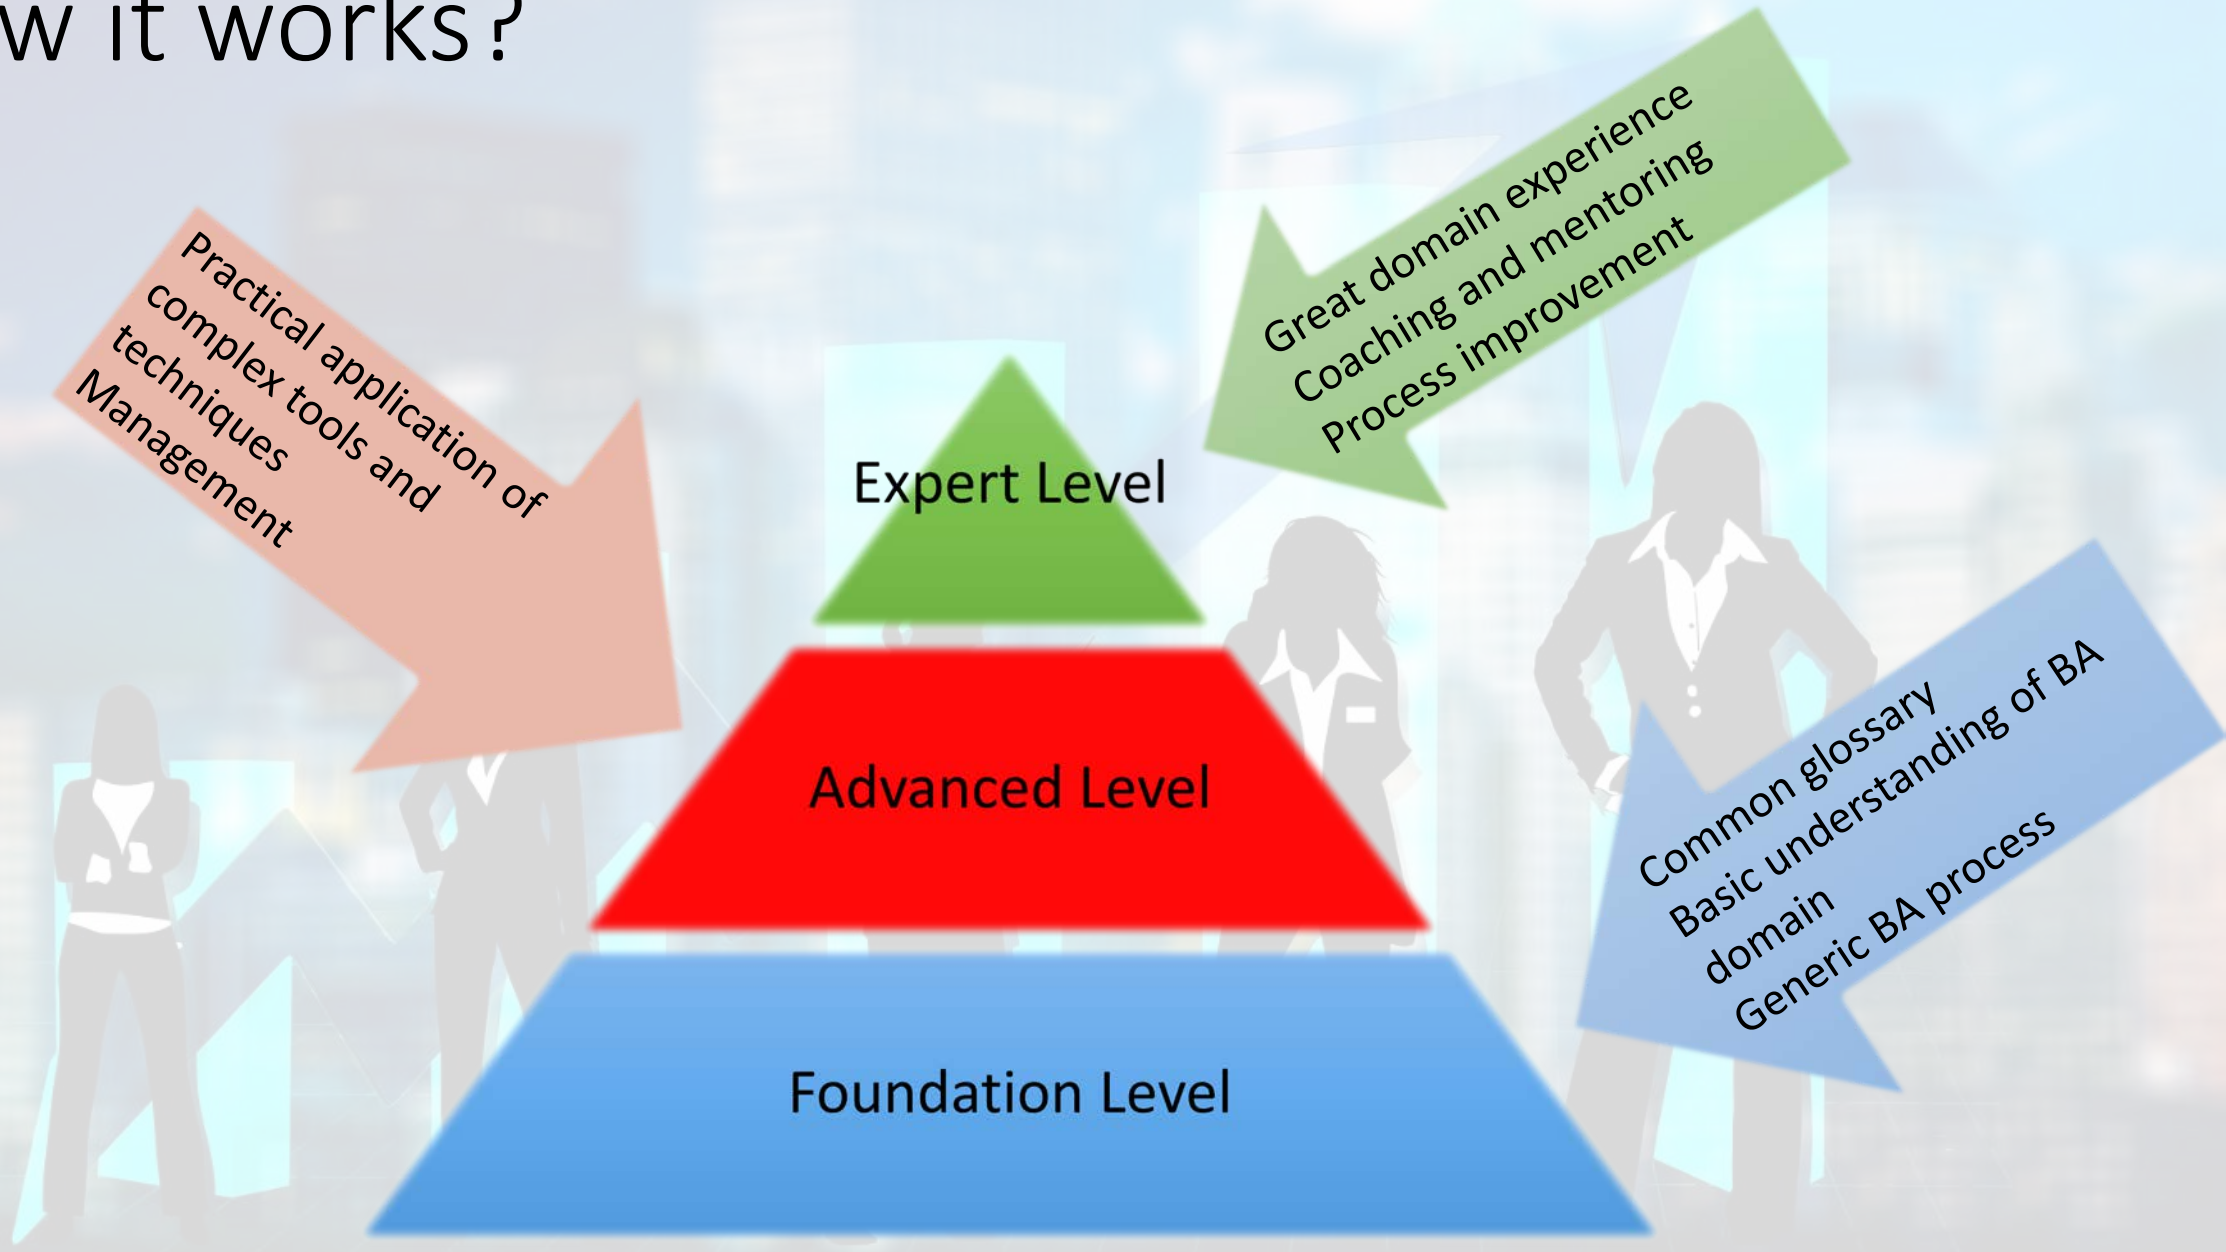 w it works?
Practical application of
complex tools and
techniques
Management
Great domain experience
Coaching and mentoring
Process improvement
Expert Level
Advanced Level
Common glossary
Basic understanding of BA
domain
Generic BA process
Foundation Level